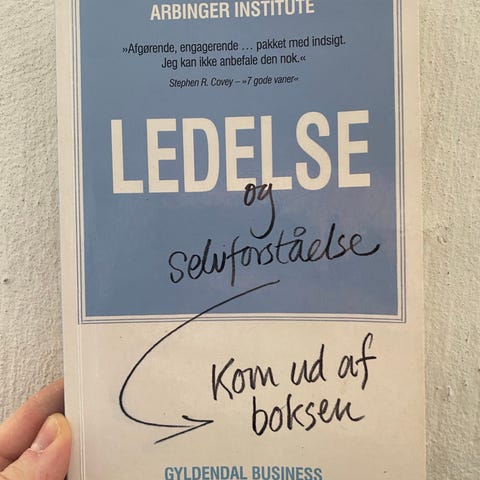 ARBINGER INSTITUTE
»Afgørende, engagerende ... pakket med indsigt.
Jeg kan ikke anbefale den nok.«
Stephen R. Covey – »7 gode vaner«
LEDELSE
og
selvforståelse
Kom ud af
boksen
GYLDENDAL BUSINESS